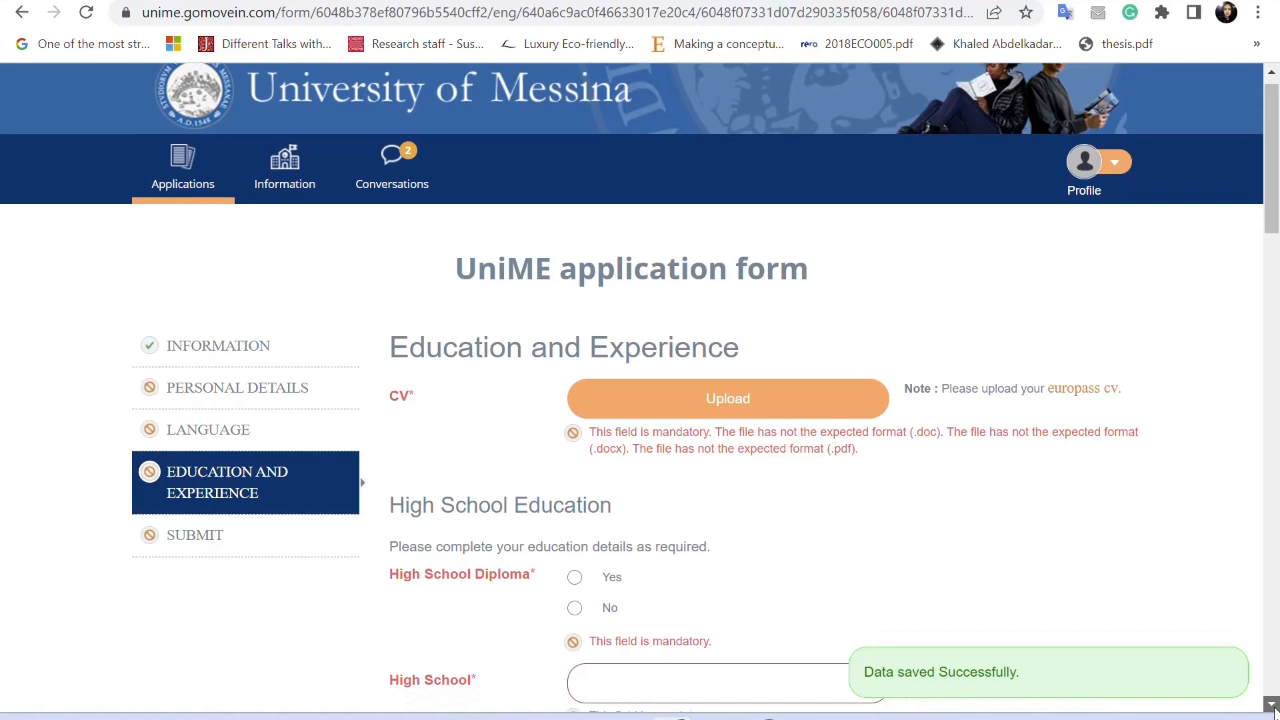 unime.gomovein.com/form/6048b378ef80796b5540cff2/eng/640a6c9ac0f46633017e20c4/6048f07331d07d290335f058/6048f07331d...
One of the most str...
Different Talks with...
Research staff - Sus...
Luxury Eco-friendly...
Making a conceptu...
rero 2018ECO005.pdf
Khaled Abdelkadar...
thesis.pdf
»
University of Messina
A.D.1548
2
Applications
Information
Conversations
Profile
UniME application form
INFORMATION
PERSONAL DETAILS
LANGUAGE
EDUCATION AND
EXPERIENCE
SUBMIT
Education and Experience
CV*
Upload
Note : Please upload your europass cv.
This field is mandatory. The file has not the expected format (.doc). The file has not the expected format
(.docx). The file has not the expected format (.pdf).
High School Education
Please complete your education details as required.
High School Diploma*
Yes
No
This field is mandatory.
High School*
Data saved Successfully.